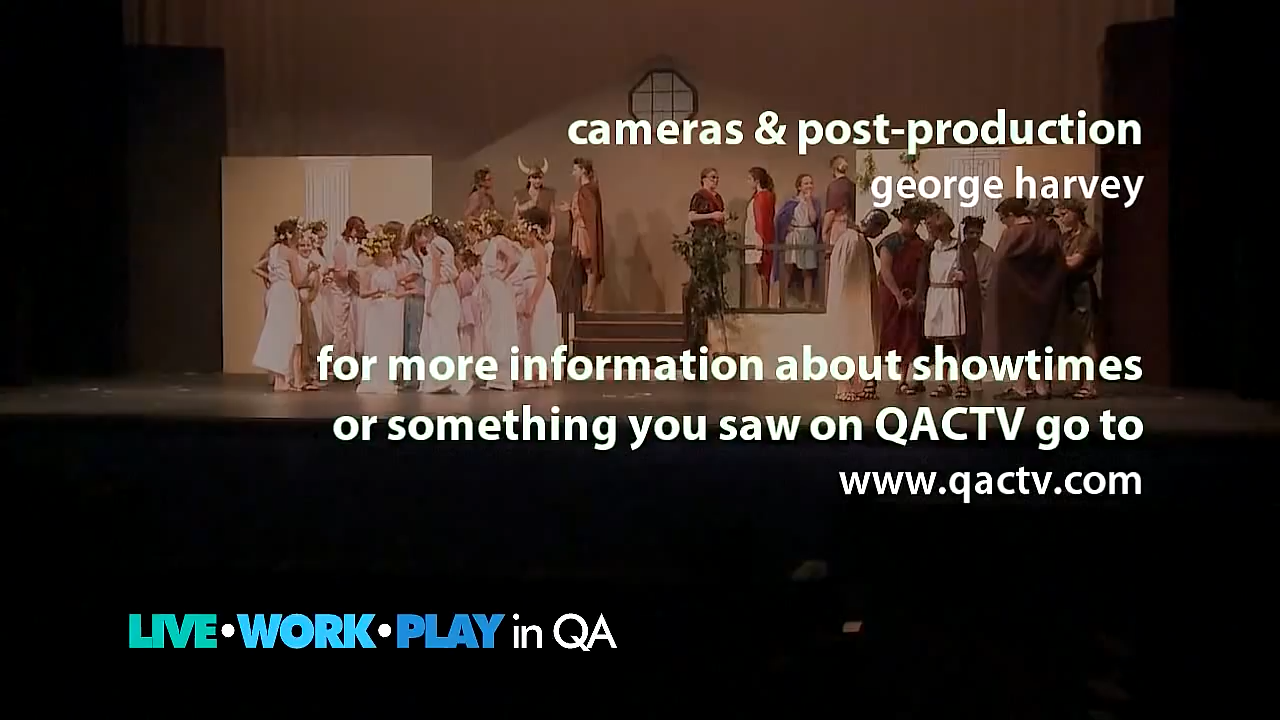 cameras & post-production
george harvey
for more information about showtimes
or something you saw on QACTV go to
www.qactv.com
LIVE•WORK•PLAY in QA